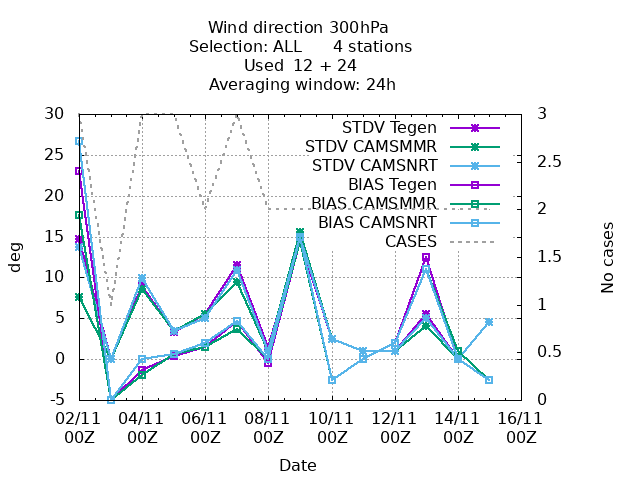 Wind direction 300hPa
Selection: ALL      4 stations
Used  12 + 24
Averaging window: 24h
30
25
20
15
10
5
0
-5
deg
3
2.5
2
1.5
1
0.5
0
No cases
STDV Tegen
STDV CAMSMMR
STDV CAMSNRT
BIAS Tegen
BIAS CAMSMMR
BIAS CAMSNRT
CASES
02/11 04/11 06/11 08/11 10/11 12/11 14/11 16/11
00Z 00Z 00Z 00Z 00Z 00Z 00Z 00Z
Date